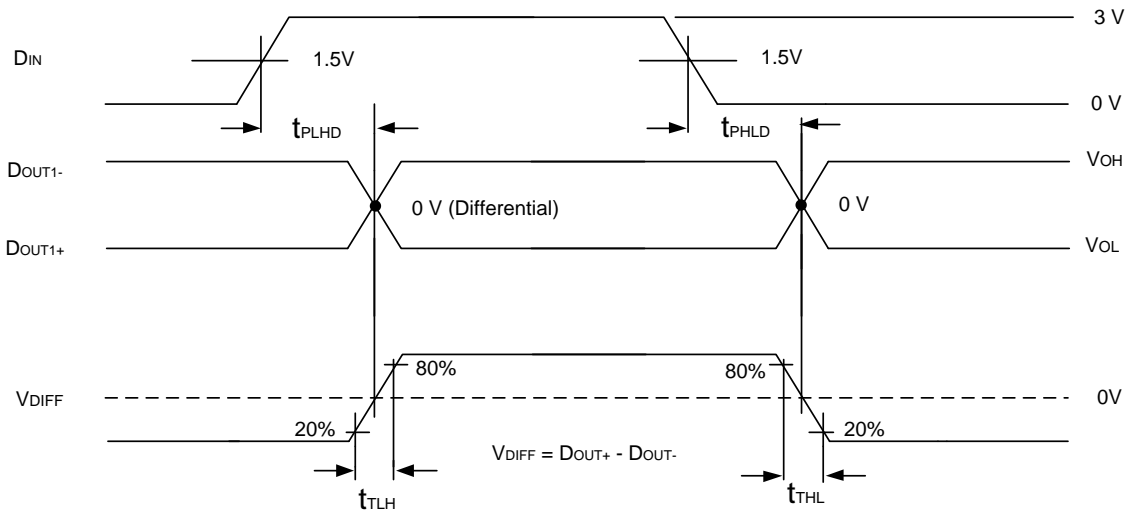 3 V
DIN
1.5V
1.5V
0 V
tPLHD
tPHLD
DOUT1-
VOH
0 V (Differential)
0 V
DOUT1+
VOL
80%
80%
VDIFF
0V
20%
20%
VDIFF = DOUT+ - DOUT-
tTLH
tTHL